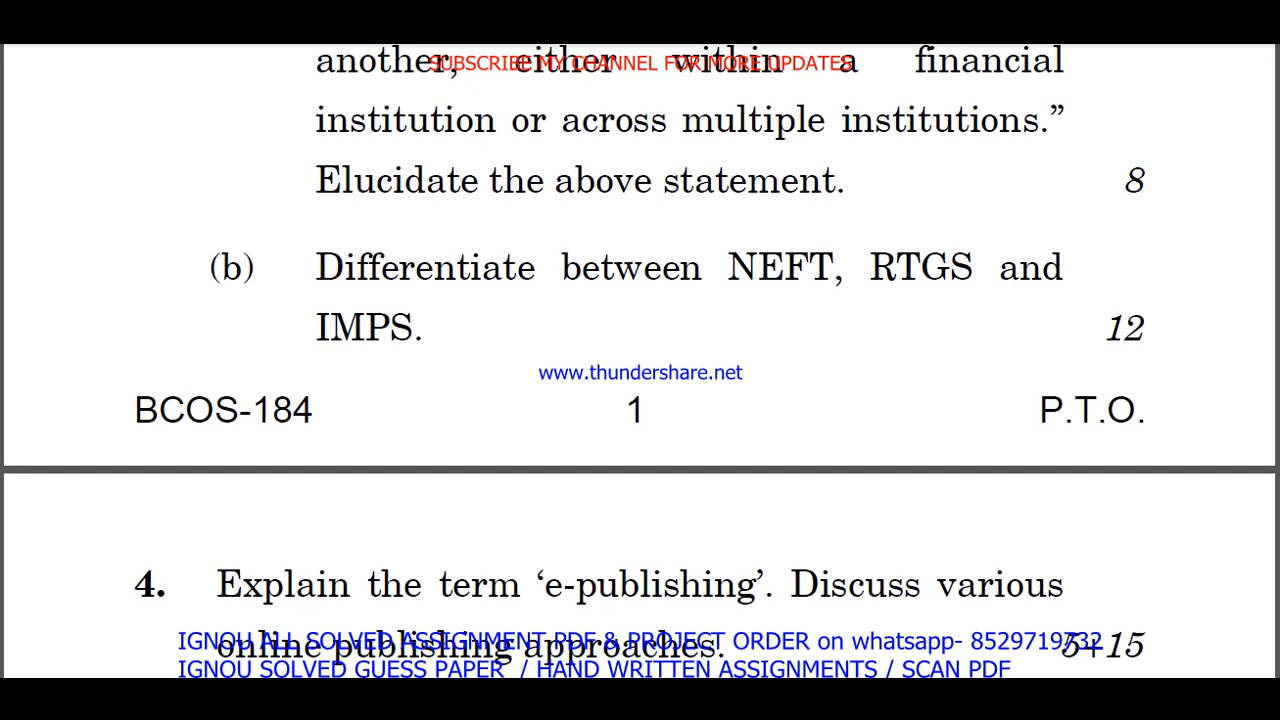 another, either within a financial
SUBSCRIBE MY CHANNEL FOR MORE UPDATES
institution or across multiple institutions.”
Elucidate the above statement. 8
(b) Differentiate between NEFT, RTGS and
IMPS. 12
www.thundershare.net
BCOS-184 1 P.T.O.
4. Explain the term ‘e-publishing’. Discuss various
IGNOU ALL SOLVED ASSIGNMENT PDF & PROJECT ORDER on whatsapp- 8529719732
online publishing approaches. 5+15
IGNOU SOLVED GUESS PAPER / HAND WRITTEN ASSIGNMENTS / SCAN PDF